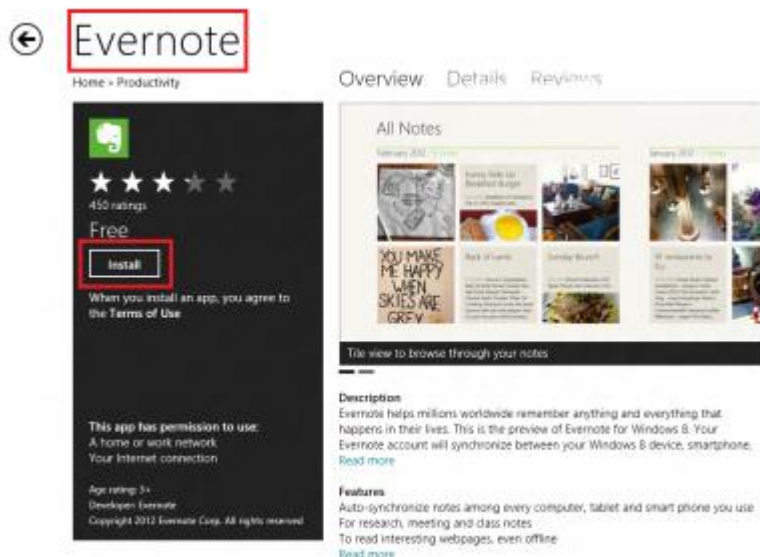 Evernote
Home > Productivity
450 ratings
Free
Install
When you install an app, you agree to
the Terms of Use
This app has permission to use:
A home or work network
Your Internet connection
Age rating: 3+
Developer: Evernote
Copyright 2012 Evernote Corp. All rights reserved
Overview Details Reviews
All Notes
February 2012
YOU MAKE
ME HAPPY
WHEN
SKIES ARE
GREY
Rack of Lamb
Sunday Brunch
Tile view to browse through your notes
Description
Evernote helps millions worldwide remember anything and everything that
happens in their lives. This is the preview of Evernote for Windows 8. Your
Evernote account will synchronize between your Windows 8 device, smartphone,
Read more
Features
Auto-synchronize notes among every computer, tablet and smart phone you use
For research, meeting and class notes
To read interesting webpages, even offline
Read more